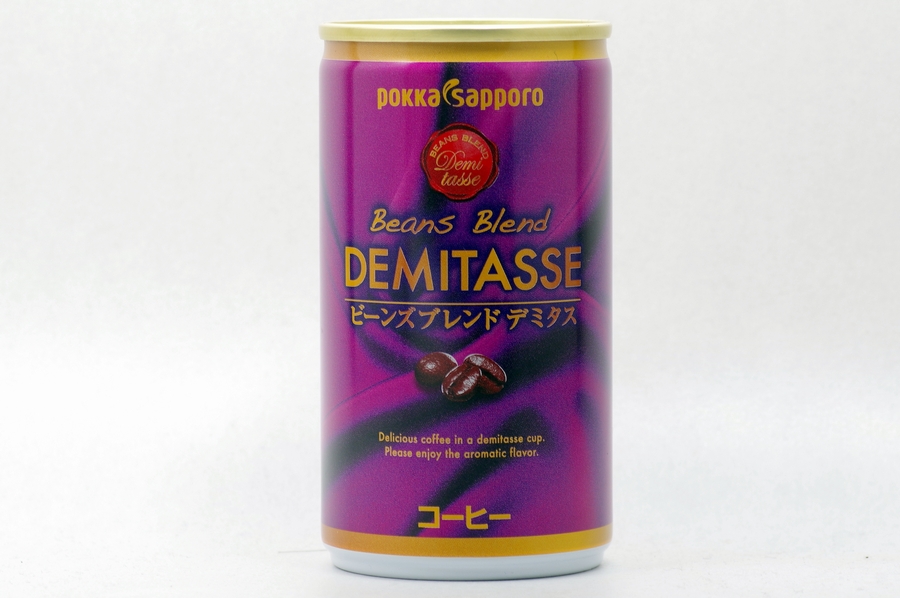 pokka sapporo
BEANS BLEND
Demi
tasse
Beans Blend
DEMITASSE
ビーンズブレンド デミタス
Delicious coffee in a demitasse cup.
Please enjoy the aromatic flavor.
コーヒー